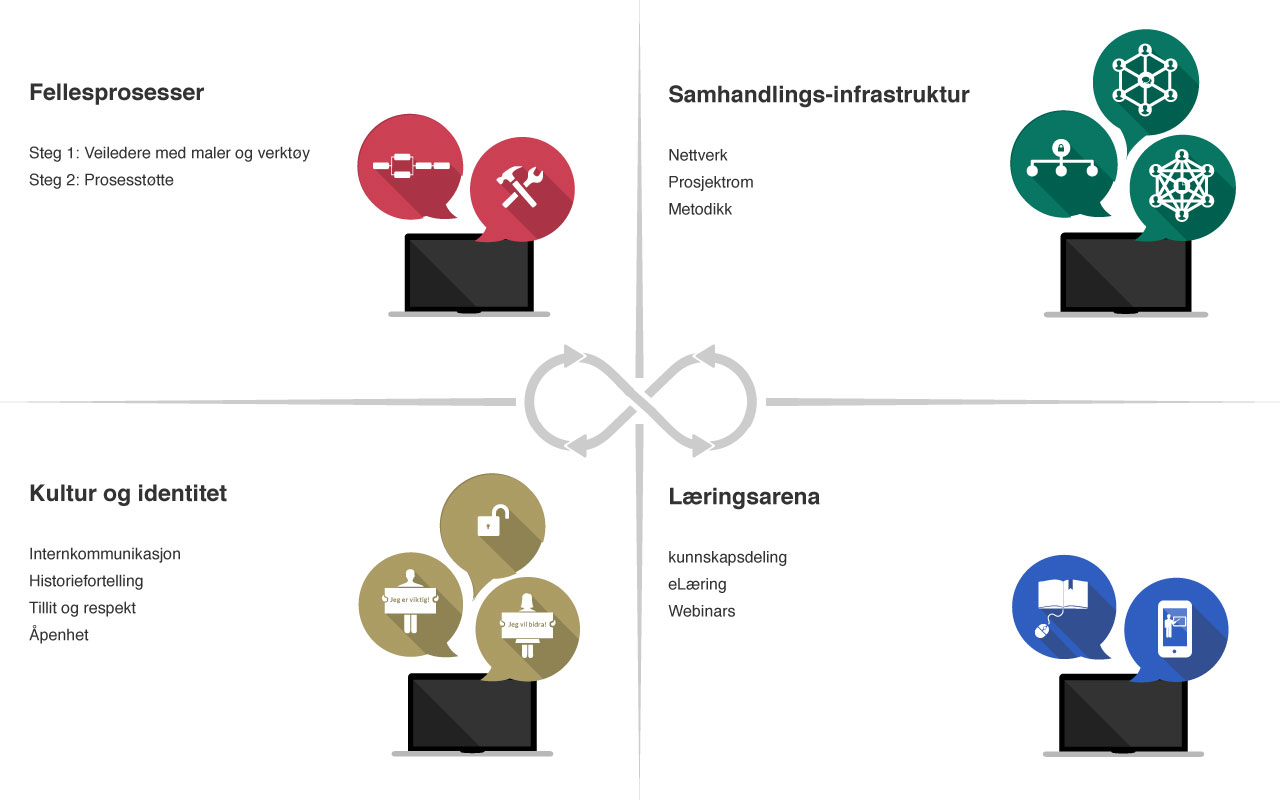 Fellesprosesser
Steg 1: Veiledere med maler og verktøy
Steg 2: Prosesstøtte
Samhandlings-infrastruktur
Nettverk
Prosjektrom
Metodikk
Kultur og identitet
Internkommunikasjon
Historiefortelling
Tillit og respekt
Åpenhet
Jeg er viktig!
Jeg vil bidra!
Læringsarena
kunnskapsdeling
eLæring
Webinars